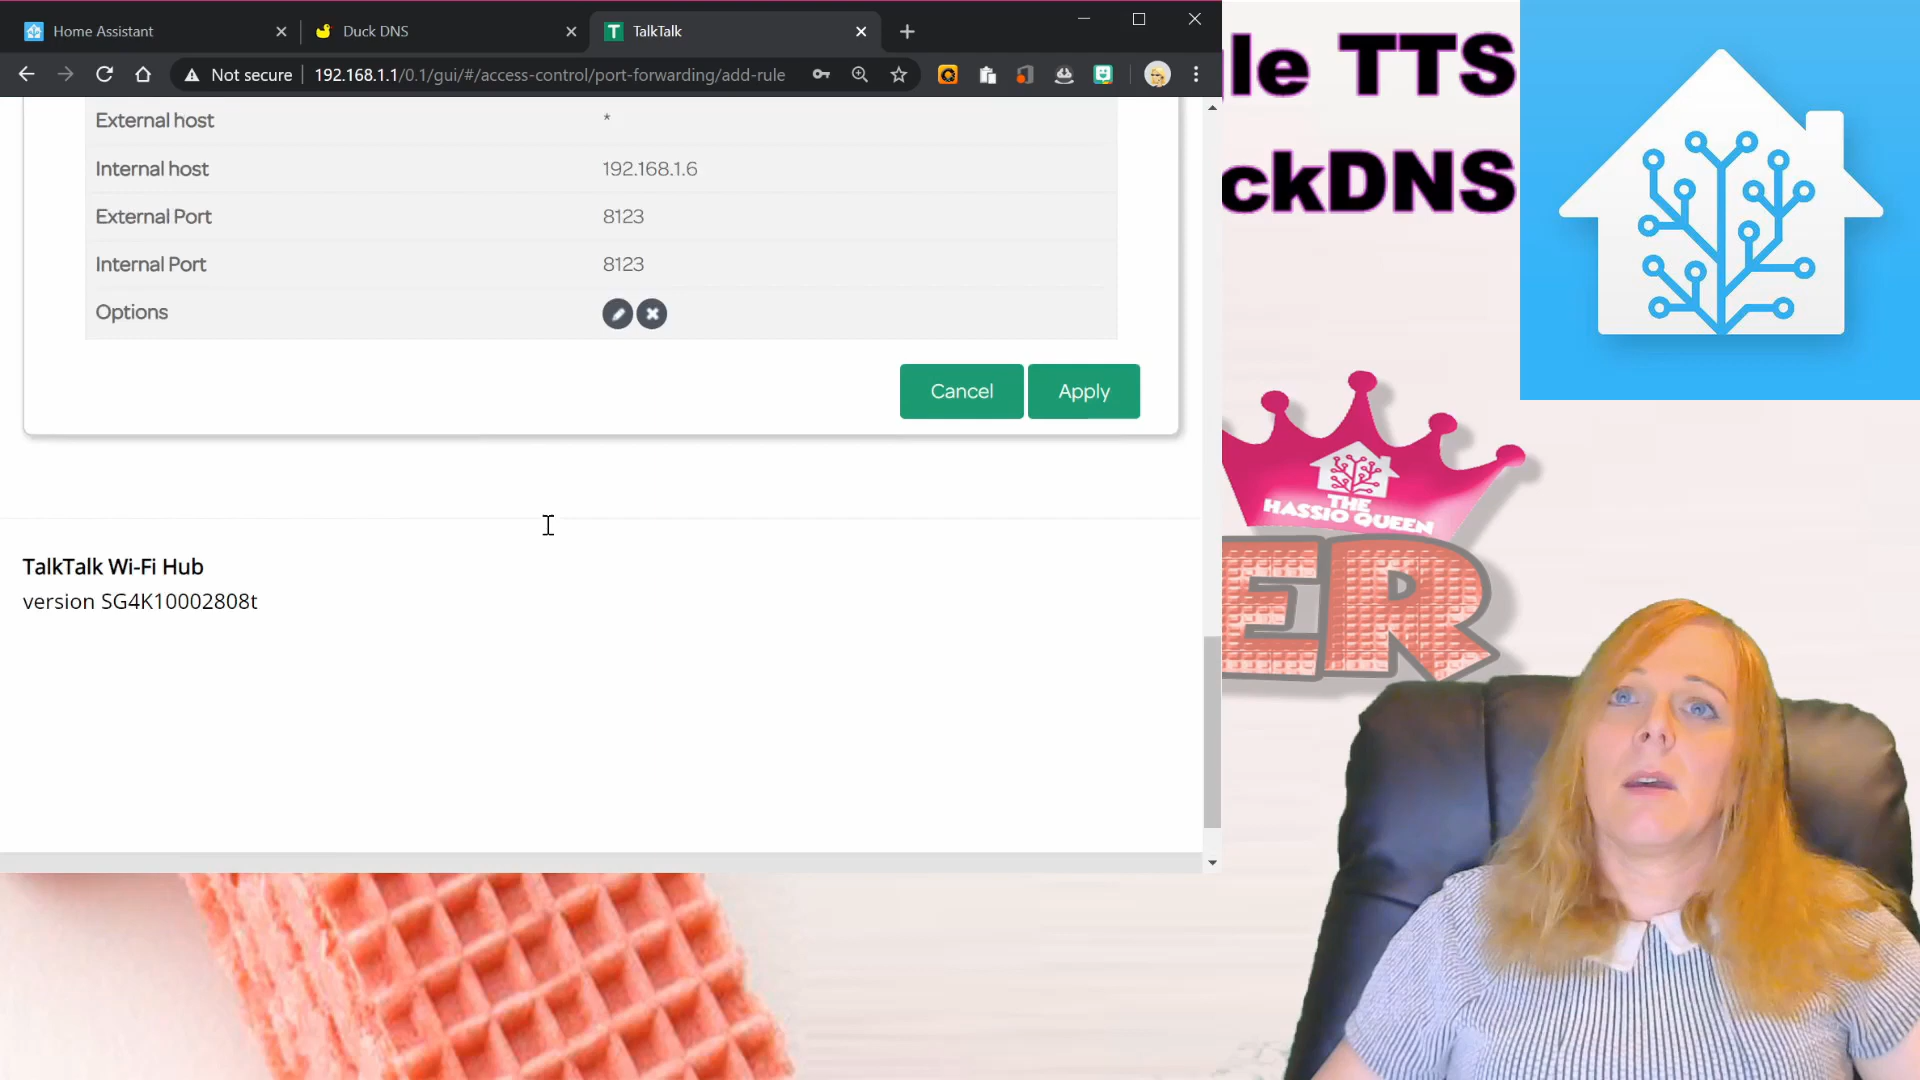 Home Assistant
Duck DNS
TalkTalk
Not secure
192.168.1.1/0.1/gui/#/access-control/port-forwarding/add-rule
External host *
Internal host 192.168.1.6
External Port 8123
Internal Port 8123
Options
Cancel Apply
TalkTalk Wi-Fi Hub
version SG4K10002808t
le TTS
ckDNS
THE
HASSIO QUEEN
ER